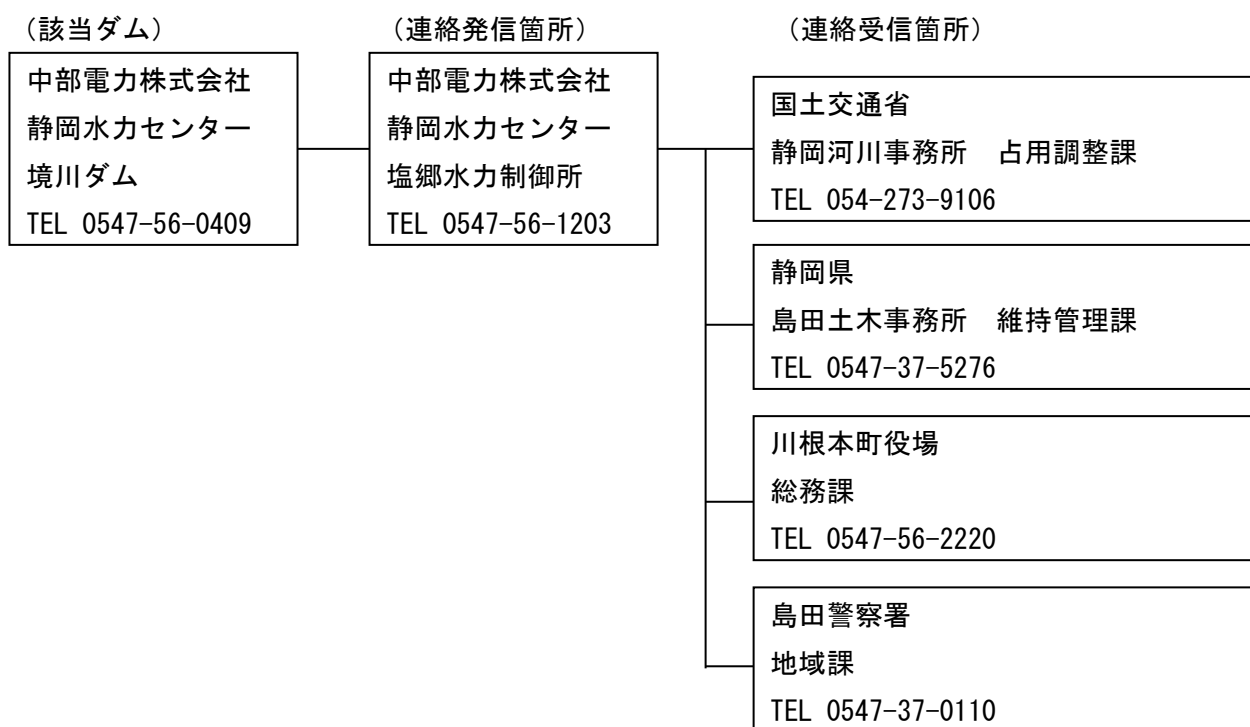 (該当ダム)
中部電力株式会社
静岡水力センター
境川ダム
TEL 0547-56-0409
(連絡発信箇所)
中部電力株式会社
静岡水力センター
塩郷水力制御所
TEL 0547-56-1203
(連絡受信箇所)
国土交通省
静岡河川事務所　占用調整課
TEL 054-273-9106
静岡県
島田土木事務所　維持管理課
TEL 0547-37-5276
川根本町役場
総務課
TEL 0547-56-2220
島田警察署
地域課
TEL 0547-37-0110